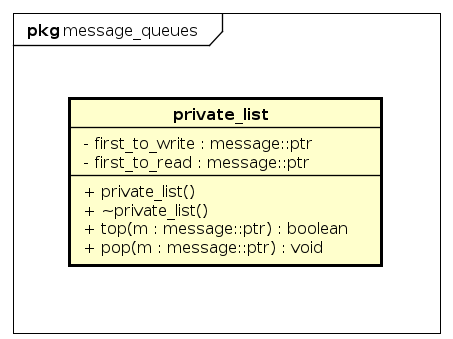 pkg message_queues
private_list
- first_to_write : message::ptr
- first_to_read : message::ptr
+ private_list()
+ ~private_list()
+ top(m : message::ptr) : boolean
+ pop(m : message::ptr) : void